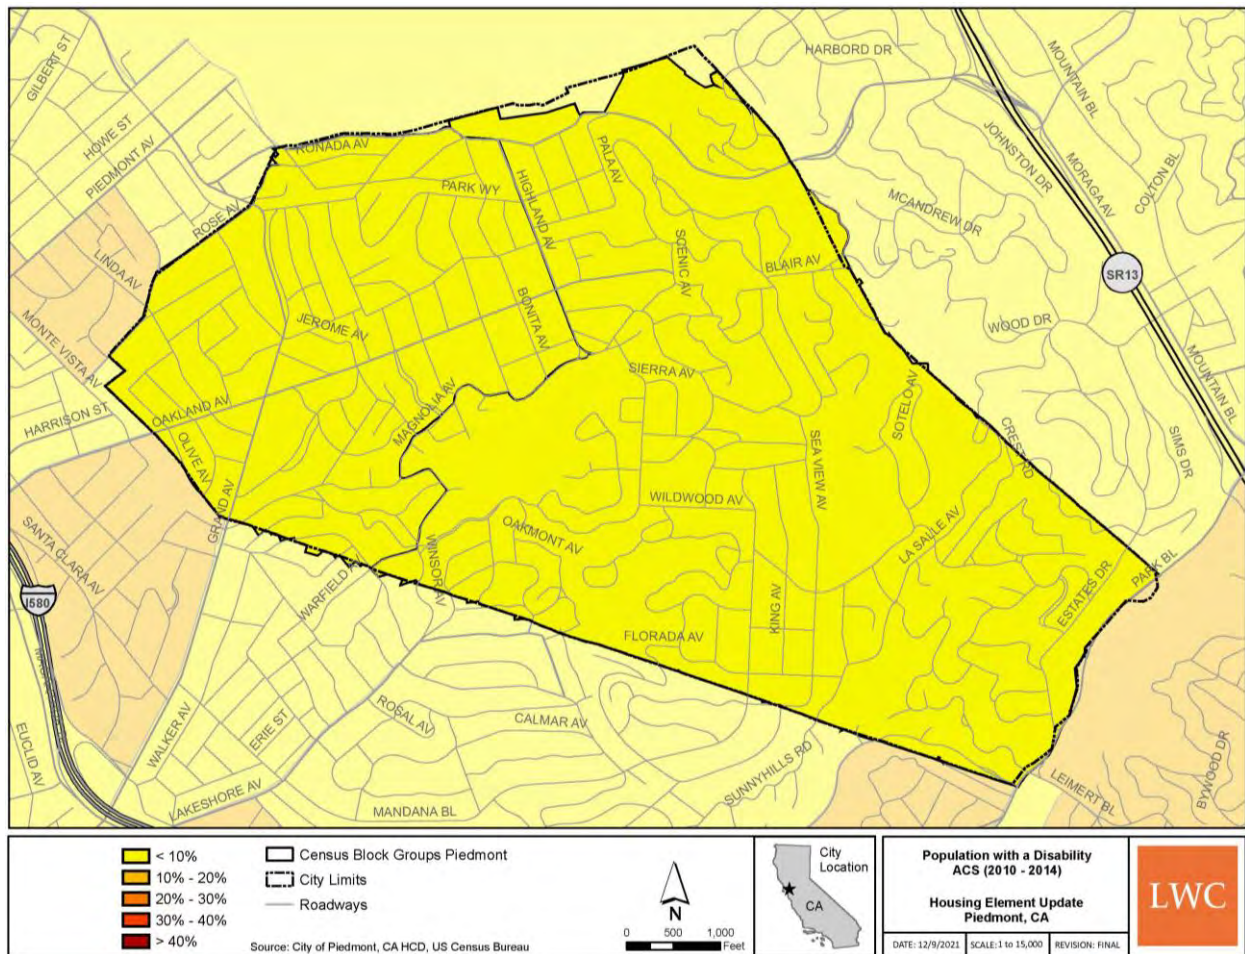 GILBERT ST
HOWE ST
PIEDMONT AV
HARBORD DR
MOUNTAIN BL
JOHNSTON DR
MORAGA AV
COLTON BL
RONADA AV
PARK WY
HIGHLAND AV
PALA AV
MCANDREW DR
ROSE AV
LINDA AV
SCENIC AV
BLAIR AV
SR13
MONTE VISTA AV
JEROME AV
BONITA AV
WOOD DR
SIERRA AV
MOUNTAIN BL
HARRISON ST
OAKLAND AV
MAGNOLIA AV
SOTELO AV
OLIVE AV
SEA VIEW AV
CREST RD
SIMS DR
GRAND AV
WILDWOOD AV
SANTA CLARA AV
OAKMONT AV
LA SALLE AV
WINSOR AV
PARK BL
I580
WARFIELD
ESTATES DR
KING AV
FLORADA AV
ROSAL AV
CALMAR AV
WALKER AV
ERIE ST
EUCLID AV
SUNNYHILLS RD
LEIMERT BL
BYWOOD DR
LAKESHORE AV
MANDANA BL
< 10%
10% - 20%
20% - 30%
30% - 40%
> 40%
Census Block Groups Piedmont
City Limits
Roadways
Source: City of Piedmont, CA HCD, US Census Bureau
N
0 500 1,000
Feet
City
Location
CA
Population with a Disability
ACS (2010 - 2014)
Housing Element Update
Piedmont, CA
DATE: 12/9/2021 SCALE: 1 to 15,000 REVISION: FINAL
LWC